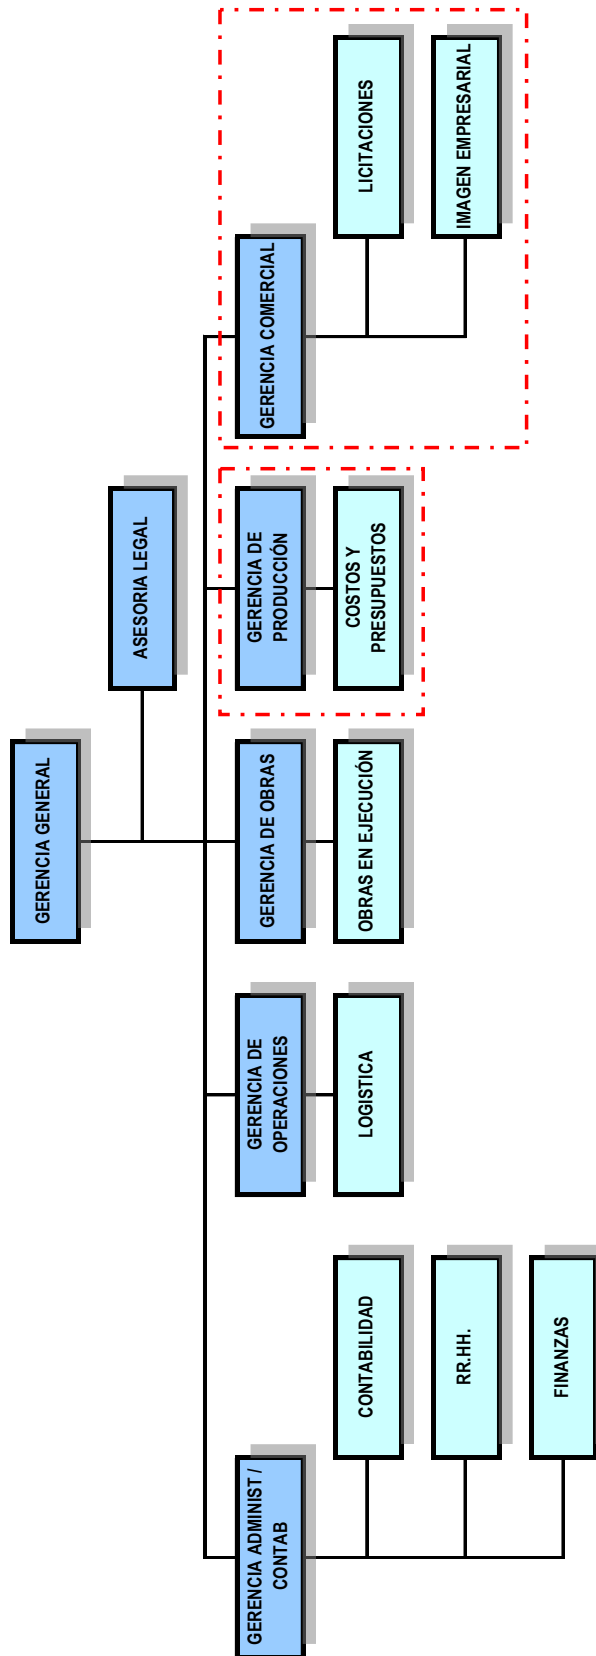 GERENCIA GENERAL
ASESORIA LEGAL
GERENCIA ADMINIST /
CONTAB
GERENCIA DE
OPERACIONES
GERENCIA DE OBRAS
GERENCIA DE
PRODUCCIÓN
GERENCIA COMERCIAL
CONTABILIDAD
LOGISTICA
OBRAS EN EJECUCIÓN
COSTOS Y
PRESUPUESTOS
LICITACIONES
RR.HH.
IMAGEN EMPRESARIAL
FINANZAS